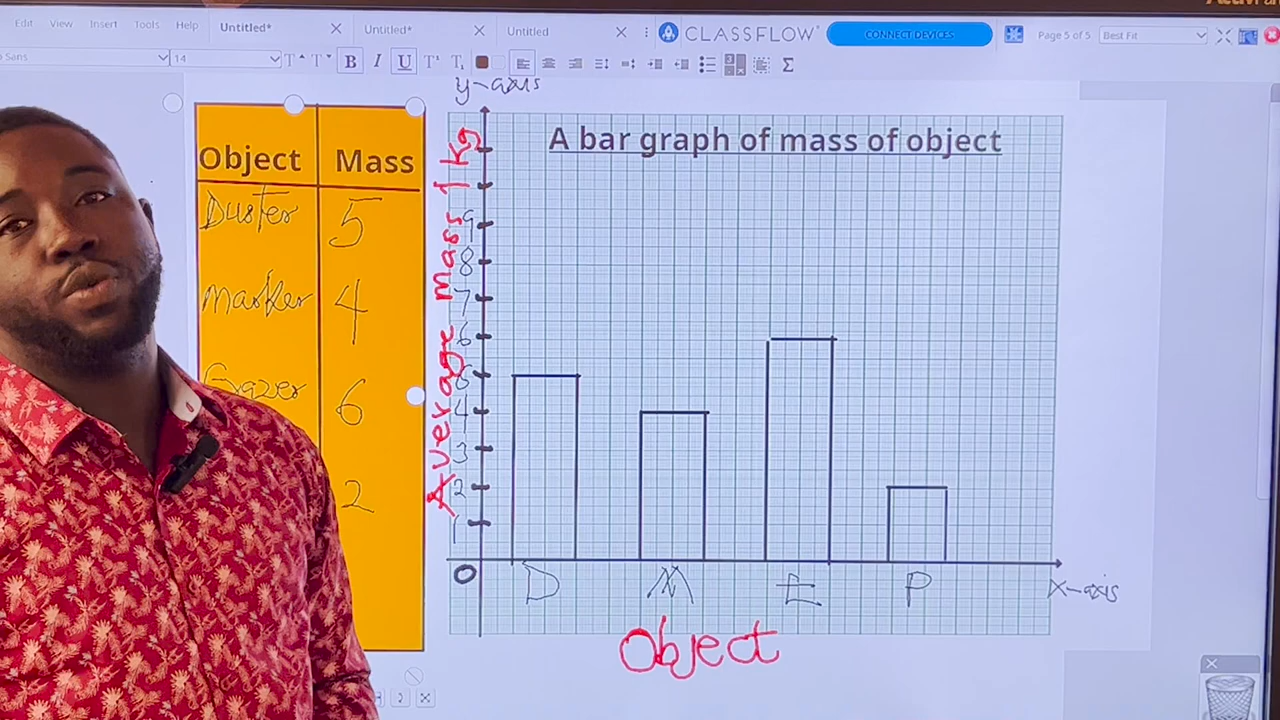 Edit View Insert Tools Help Untitled* Untitled* Untitled CLASSFLOW CONNECT DEVICES Page 5 of 5 Best Fit
Sans 14 B I U
y-axis
Object Mass
Duster 5
Marker 4
6
2
A bar graph of mass of object
Average Mass / kg
9
8
7
6
5
4
3
2
1
0
D M E P
x-axis
Object